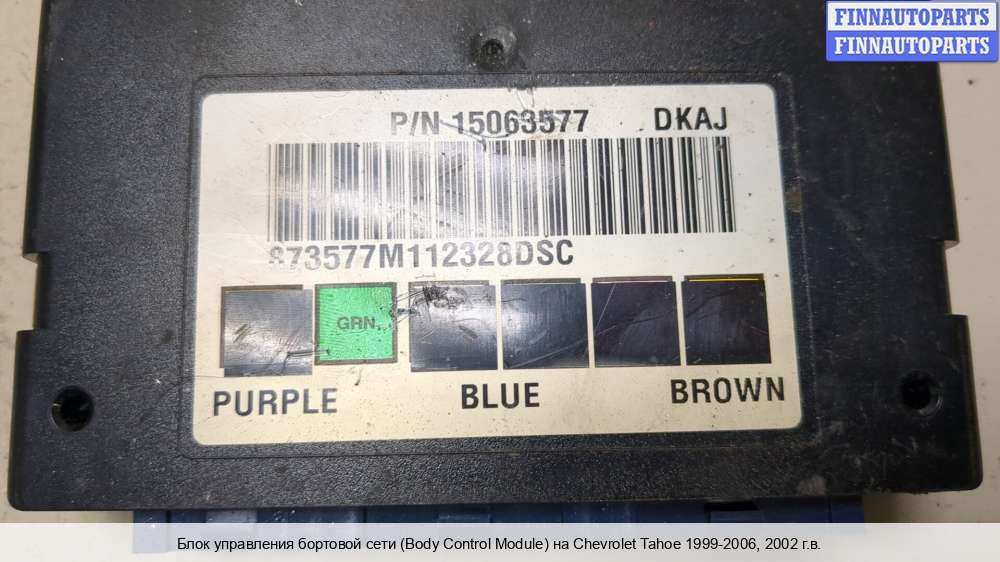 FINNAUTOPARTS
FINNAUTOPARTS
P/N 15063577 DKAJ
873577M112328DSC
GRN
PURPLE BLUE BROWN
Блок управления бортовой сети (Body Control Module) на Chevrolet Tahoe 1999-2006, 2002 г.в.